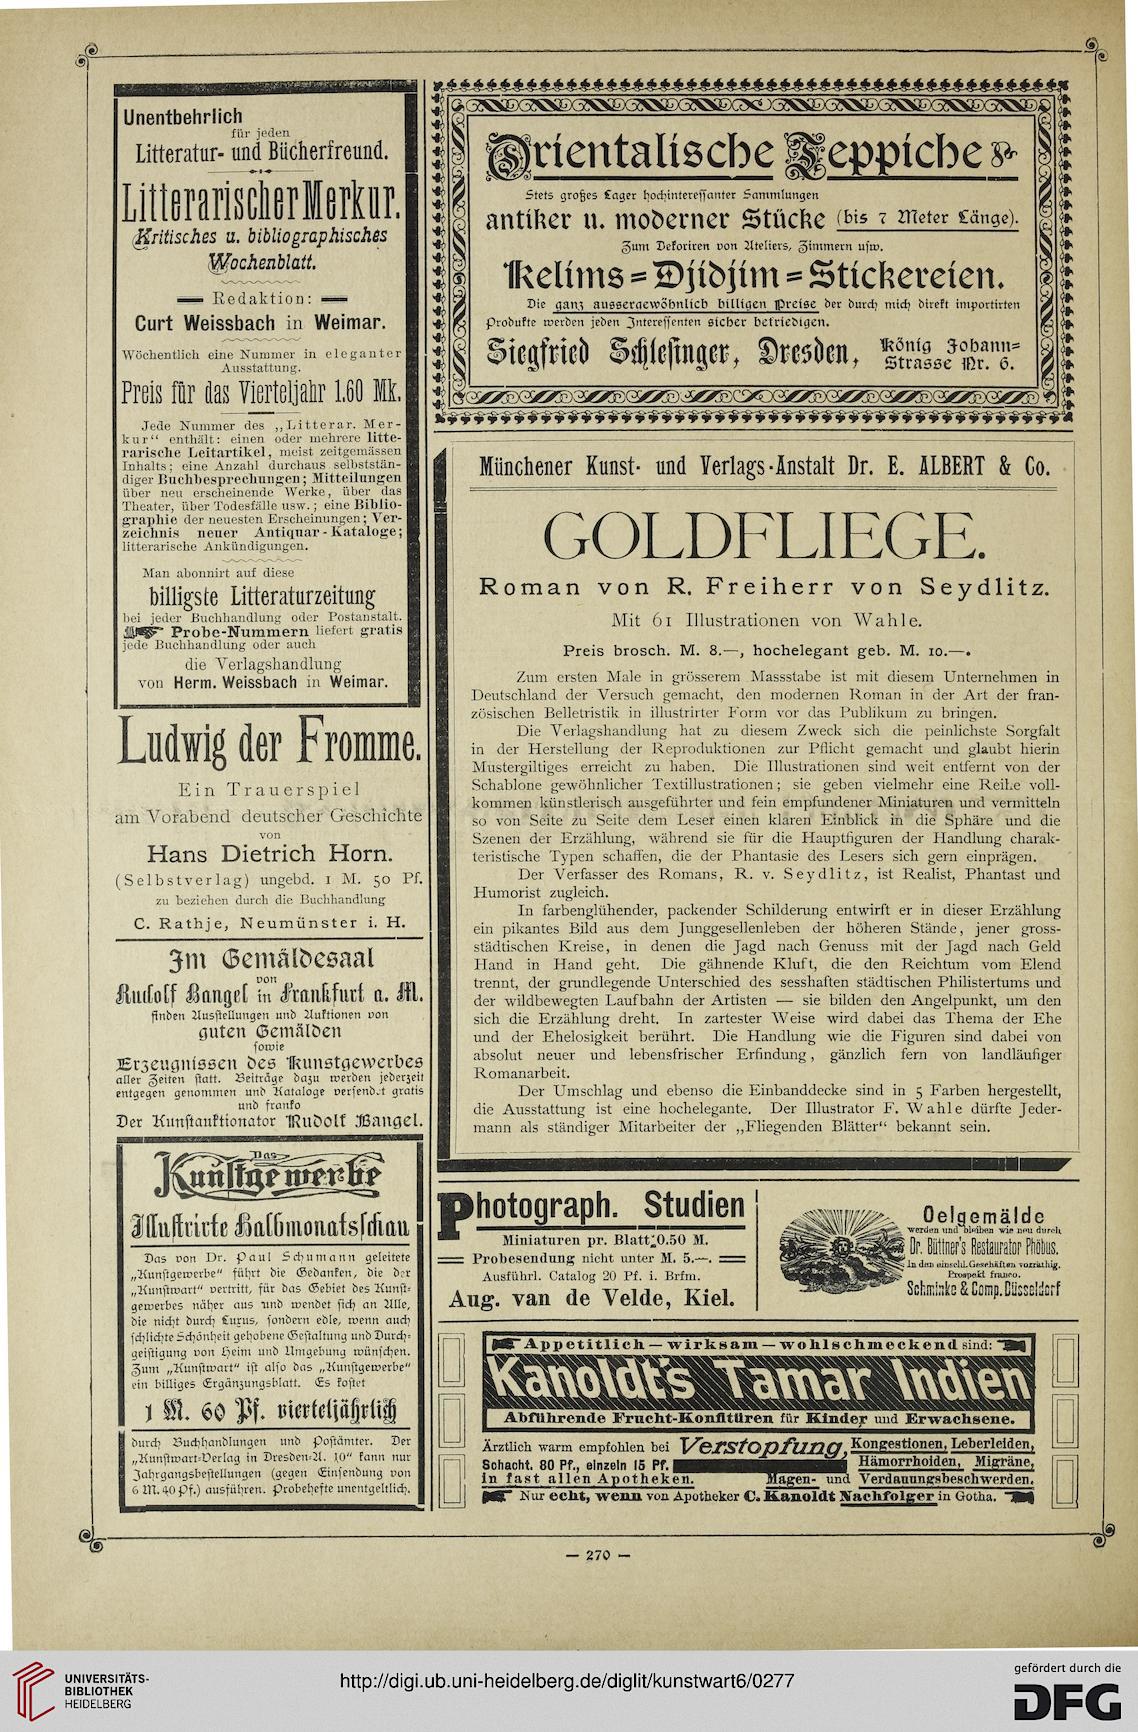 Unentbehrlich
für jeden
Litteratur- und Bücherfreund.
Litterarischer Merkur.
Kritisches u. bibliographisches
Wochenblatt.
Redaktion:
Curt Weissbach in Weimar.
Wöchentlich eine Nummer in eleganter
Ausstattung.
Preis für das Vierteljahr 1.60 Mk.
Jede Nummer des „Litterar. Mer-
kur“ enthält: einen oder mehrere litte-
rarische Leitartikel, meist zeitgemässen
Inhalts; eine Anzahl durchaus selbststän-
diger Buchbesprechungen; Mitteilungen
über neu erscheinende Werke, über das
Theater, über Todesfälle usw.; eine Biblio-
graphie der neuesten Erscheinungen; Ver-
zeichnis neuer Antiquar-Kataloge;
litterarische Ankündigungen.
Man abonnirt auf diese
billigste Litteraturzeitung
bei jeder Buchhandlung oder Postanstalt.
Probe-Nummern liefert gratis
jede Buchhandlung oder auch
die Verlagshandlung
von Herm. Weissbach in Weimar.
Ludwig der Fromme.
Ein Trauerspiel
am Vorabend deutscher Geschichte
von
Hans Dietrich Horn.
(Selbstverlag) ungebd. 1 M. 50 Pf.
zu beziehen durch die Buchhandlung
C. Rathje, Neumünster i. H.
Im Gemäldesaal
von
Rudolf Bangel in Frankfurt a. M.
finden Ausstellungen und Auktionen von
guten Gemälden
sowie
Erzeugnissen des Kunstgewerbes
aller Zeiten statt. Beiträge dazu werden jederzeit
entgegen genommen und Kataloge versendet gratis
und franko
Der Kunstauktionator Rudolf Bangel.
Das
Kunstgewerbe
Illustrirte Halbmonatsschau
Das von Dr. Paul Schumann geleitete
„Kunstgewerbe“ führt die Gedanken, die der
„Kunstwart“ vertritt, für das Gebiet des Kunst-
gewerbes näher aus und wendet sich an Alle,
die nicht durch Luxus, sondern edle, wenn auch
schlichte Schönheit gehobene Gestaltung und Durch-
geistigung von Heim und Umgebung wünschen.
Zum „Kunstwart“ ist also das „Kunstgewerbe“
ein billiges Ergänzungsblatt. Es kostet
1 M. 60 Pf. vierteljährlich
durch Buchhandlungen und Postämter. Der
„Kunstwart-Verlag in Dresden-A. 10“ kann nur
Jahrgangsbestellungen (gegen Einsendung von
6 M. 40 Pf.) ausführen. Probehefte unentgeltlich.
Orientalische Teppiche
Stets großes Lager hochinteressanter Sammlungen
antiker u. moderner Stücke (bis 7 Meter Länge).
Zum Dekoriren von Ateliers, Zimmern usw.
Kelims=Djidjim=Stickereien.
Die ganz aussergewöhnlich billigen Preise der durch mich direkt importirten
Produkte werden jeden Interessenten sicher befriedigen.
Siegfried Schlesinger, Dresden, König Johann=
Strasse Nr. 6.
Münchener Kunst- und Verlags-Anstalt Dr. E. ALBERT & Co.
GOLDFLIEGE.
Roman von R. Freiherr von Seydlitz.
Mit 61 Illustrationen von Wahle.
Preis brosch. M. 8.—, hochelegant geb. M. 10.—.
Zum ersten Male in grösserem Massstabe ist mit diesem Unternehmen in
Deutschland der Versuch gemacht, den modernen Roman in der Art der fran-
zösischen Belletristik in illustrirter Form vor das Publikum zu bringen.
Die Verlagshandlung hat zu diesem Zweck sich die peinlichste Sorgfalt
in der Herstellung der Reproduktionen zur Pflicht gemacht und glaubt hierin
Mustergiltiges erreicht zu haben. Die Illustrationen sind weit entfernt von der
Schablone gewöhnlicher Textillustrationen; sie geben vielmehr eine Reihe voll-
kommen künstlerisch ausgeführter und fein empfundener Miniaturen und vermitteln
so von Seite zu Seite dem Leser einen klaren Einblick in die Sphäre und die
Szenen der Erzählung, während sie für die Hauptfiguren der Handlung charak-
teristische Typen schaffen, die der Phantasie des Lesers sich gern einprägen.
Der Verfasser des Romans, R. v. Seydlitz, ist Realist, Phantast und
Humorist zugleich.
In farbenglühender, packender Schilderung entwirft er in dieser Erzählung
ein pikantes Bild aus dem Junggesellenleben der höheren Stände, jener gross-
städtischen Kreise, in denen die Jagd nach Genuss mit der Jagd nach Geld
Hand in Hand geht. Die gähnende Kluft, die den Reichtum vom Elend
trennt, der grundlegende Unterschied des sesshaften städtischen Philistertums und
der wildbewegten Laufbahn der Artisten — sie bilden den Angelpunkt, um den
sich die Erzählung dreht. In zartester Weise wird dabei das Thema der Ehe
und der Ehelosigkeit berührt. Die Handlung wie die Figuren sind dabei von
absolut neuer und lebensfrischer Erfindung, gänzlich fern von landläufiger
Romanarbeit.
Der Umschlag und ebenso die Einbanddecke sind in 5 Farben hergestellt,
die Ausstattung ist eine hochelegante. Der Illustrator F. Wahle dürfte Jeder-
mann als ständiger Mitarbeiter der „Fliegenden Blätter“ bekannt sein.
Photograph. Studien
Miniaturen pr. Blatt 0.50 M.
Probesendung nicht unter M. 5.—.
Ausführl. Catalog 20 Pf. i. Brfm.
Aug. van de Velde, Kiel.
Oelgemälde
werden und bleiben wie neu durch
Dr. Büttner's Restaurator Phöbus.
In den einschl. Geschäften vorräthig.
Prospekt franco.
Schminke & Comp. Düsseldorf
Appetitlich — wirksam — wohlschmeckend sind:
Kanoldt's Tamar Indien
Abführende Frucht-Konfitüren für Kinder und Erwachsene.
Ärztlich warm empfohlen bei Verstopfung, Kongestionen, Leberleiden,
Schacht. 80 Pf., einzeln 15 Pf. Hämorrhoiden, Migräne,
in fast allen Apotheken. Magen- und Verdauungsbeschwerden.
Nur echt, wenn von Apotheker C. Kanoldt Nachfolger in Gotha.
— 270 —
UNIVERSITÄTS-
BIBLIOTHEK
HEIDELBERG
http://digi.ub.uni-heidelberg.de/diglit/kunstwart6/0277
gefördert durch die
DFG